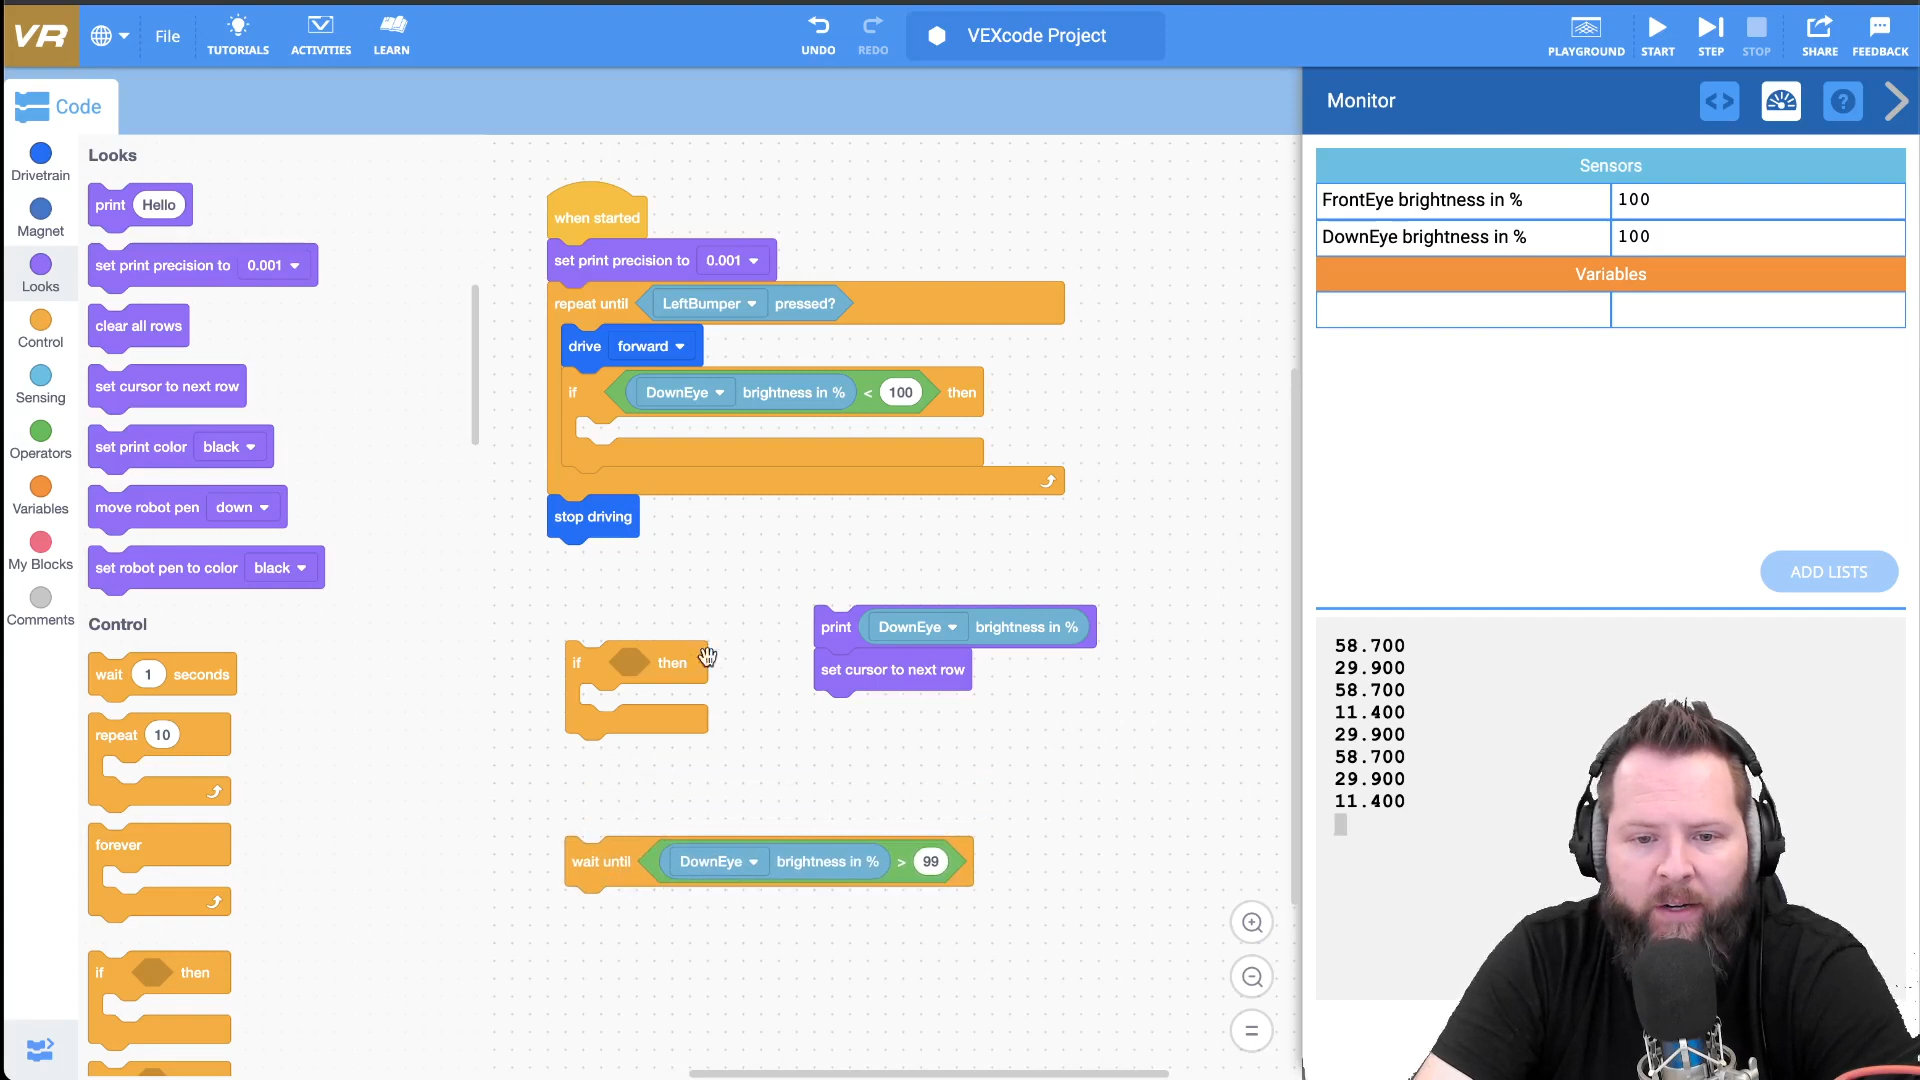 VR
File
TUTORIALS
ACTIVITIES
LEARN
UNDO
REDO
VEXcode Project
PLAYGROUND
START
STEP
STOP
SHARE
FEEDBACK
Code
Monitor
< >
?
Drivetrain
Magnet
Looks
Control
Sensing
Operators
Variables
My Blocks
Comments
Looks
print Hello
set print precision to 0.001
clear all rows
set cursor to next row
set print color black
move robot pen down
set robot pen to color black
Control
wait 1 seconds
repeat 10
forever
if then
when started
set print precision to 0.001
repeat until LeftBumper pressed?
drive forward
if DownEye brightness in % < 100 then
stop driving
if then
print DownEye brightness in %
set cursor to next row
wait until DownEye brightness in % > 99
Sensors
FrontEye brightness in % 100
DownEye brightness in % 100
Variables
ADD LISTS
58.700
29.900
58.700
11.400
29.900
58.700
29.900
11.400